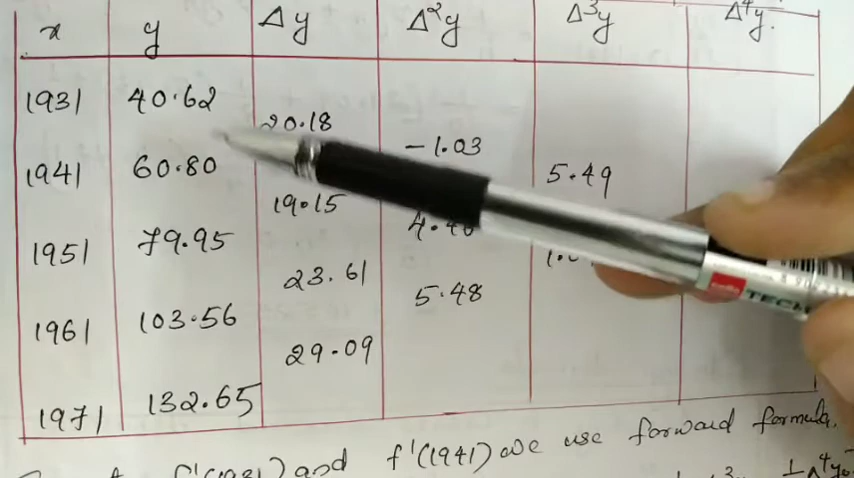 x y Δy Δ²y Δ³y Δ⁴y.
1931 40.62
20.18
-1.03
1941 60.80 5.49
19.15
1951 79.95
23.61
5.48
1961 103.56
29.09
1971 132.65
and f'(1941) we use forward formula.
TECH